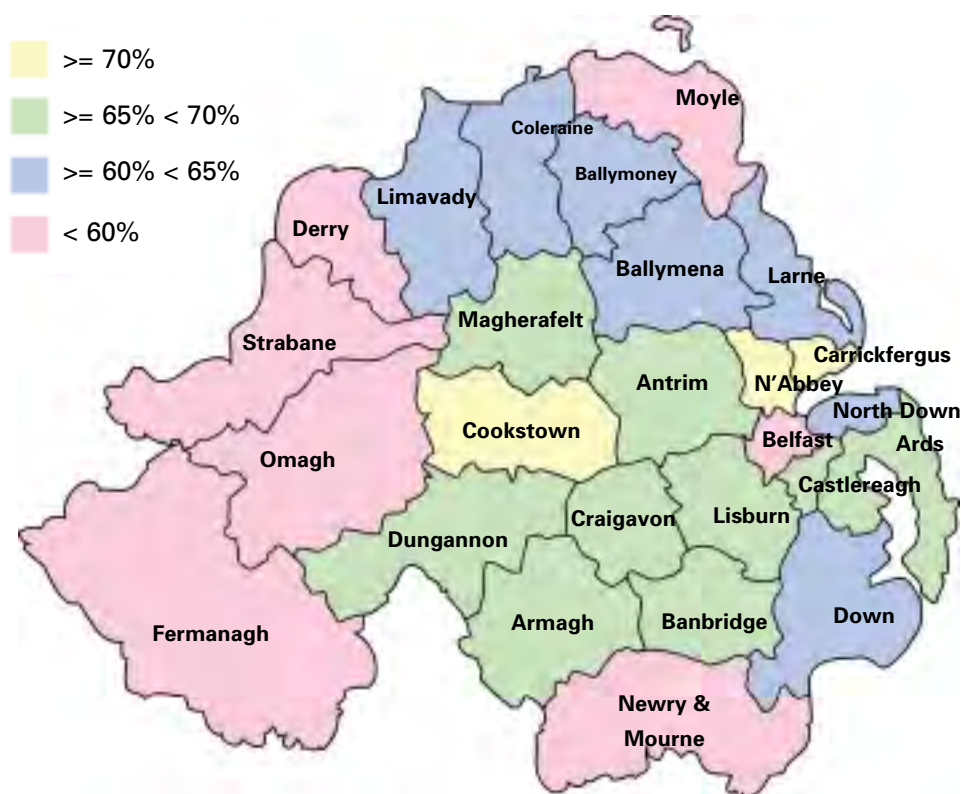 >= 70%
>= 65% < 70%
>= 60% < 65%
< 60%
Moyle
Coleraine
Ballymoney
Limavady
Derry
Ballymena
Larne
Magherafelt
Strabane
Carrickfergus
Antrim
N'Abbey
North Down
Cookstown
Belfast
Ards
Omagh
Castlereagh
Craigavon
Lisburn
Dungannon
Down
Armagh
Banbridge
Fermanagh
Newry &
Mourne